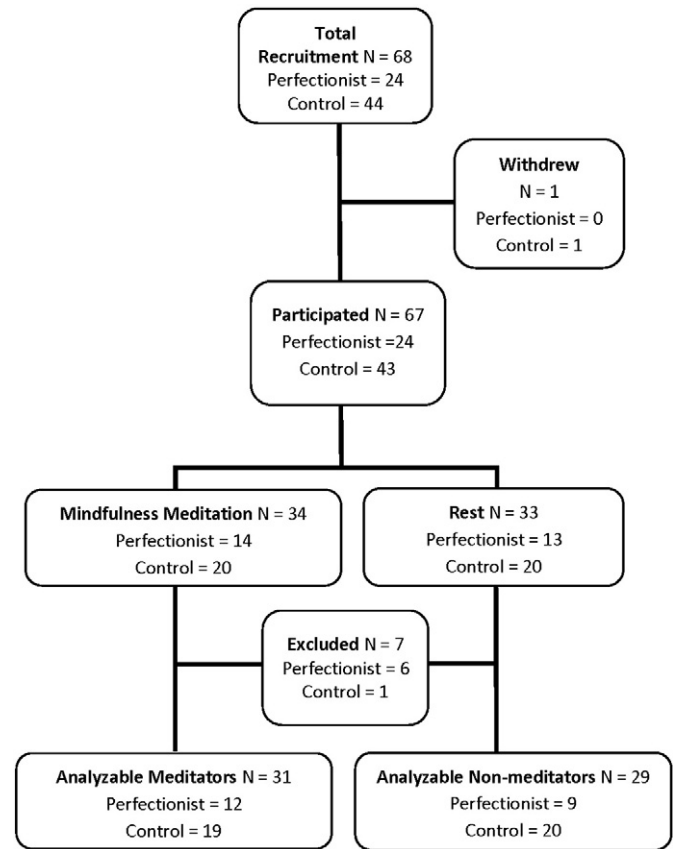 Total
Recruitment N = 68
Perfectionist = 24
Control = 44
Withdrew
N = 1
Perfectionist = 0
Control = 1
Participated N = 67
Perfectionist =24
Control = 43
Mindfulness Meditation N = 34
Perfectionist = 14
Control = 20
Rest N = 33
Perfectionist = 13
Control = 20
Excluded N = 7
Perfectionist = 6
Control = 1
Analyzable Meditators N = 31
Perfectionist = 12
Control = 19
Analyzable Non-meditators N = 29
Perfectionist = 9
Control = 20